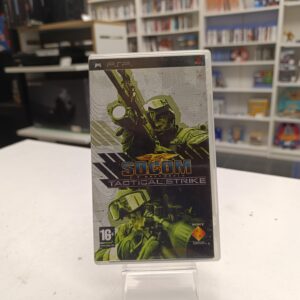 PSP
SOCOM
TACTICAL STRIKE
16+
SONY